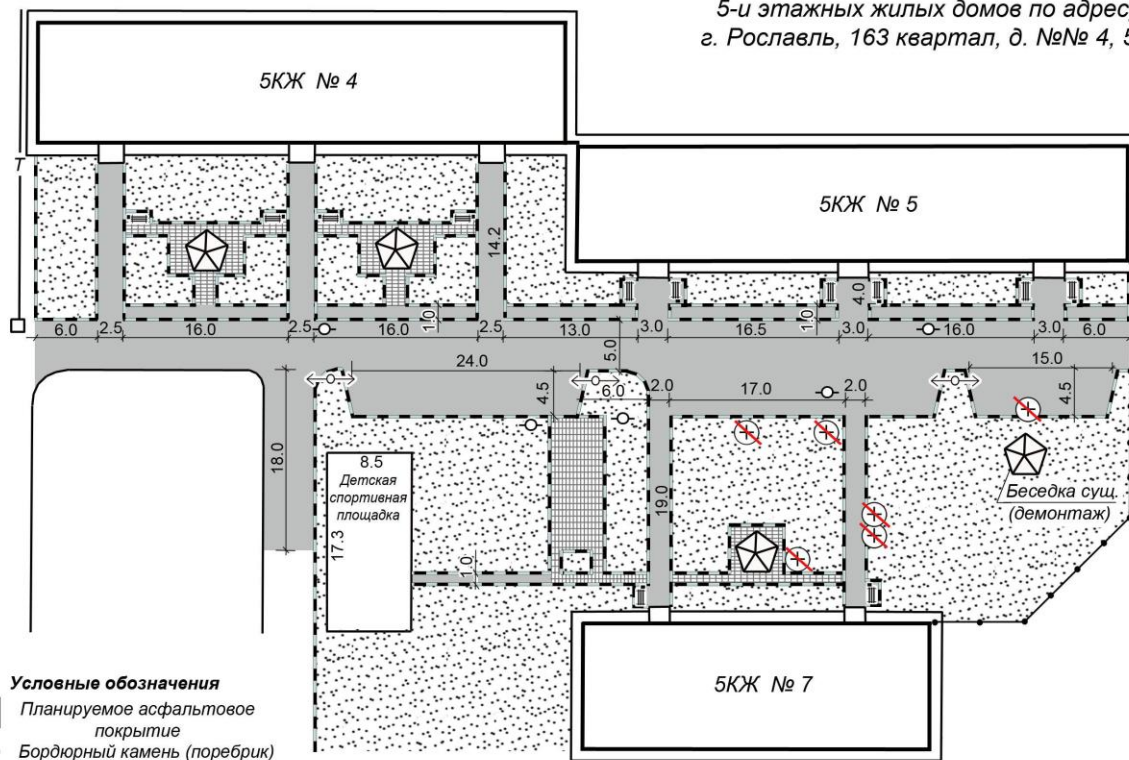 5-и этажных жилых домов по адресу
г. Рославль, 163 квартал, д. №№ 4, 5
5КЖ № 4
Т
5КЖ № 5
14.2
4.0
1.0
1.0
6.0 2.5 16.0 2.5 16.0 2.5 13.0 3.0 16.5 3.0 16.0 3.0 6.0
5.0
24.0
15.0
4.5
6.0 2.0 17.0 2.0
4.5
18.0
8.5
Детская
спортивная
площадка
17.3
19.0
1.0
Беседка сущ.
(демонтаж)
5КЖ № 7
Условные обозначения
Планируемое асфальтовое
покрытие
Бордюрный камень (поребрик)